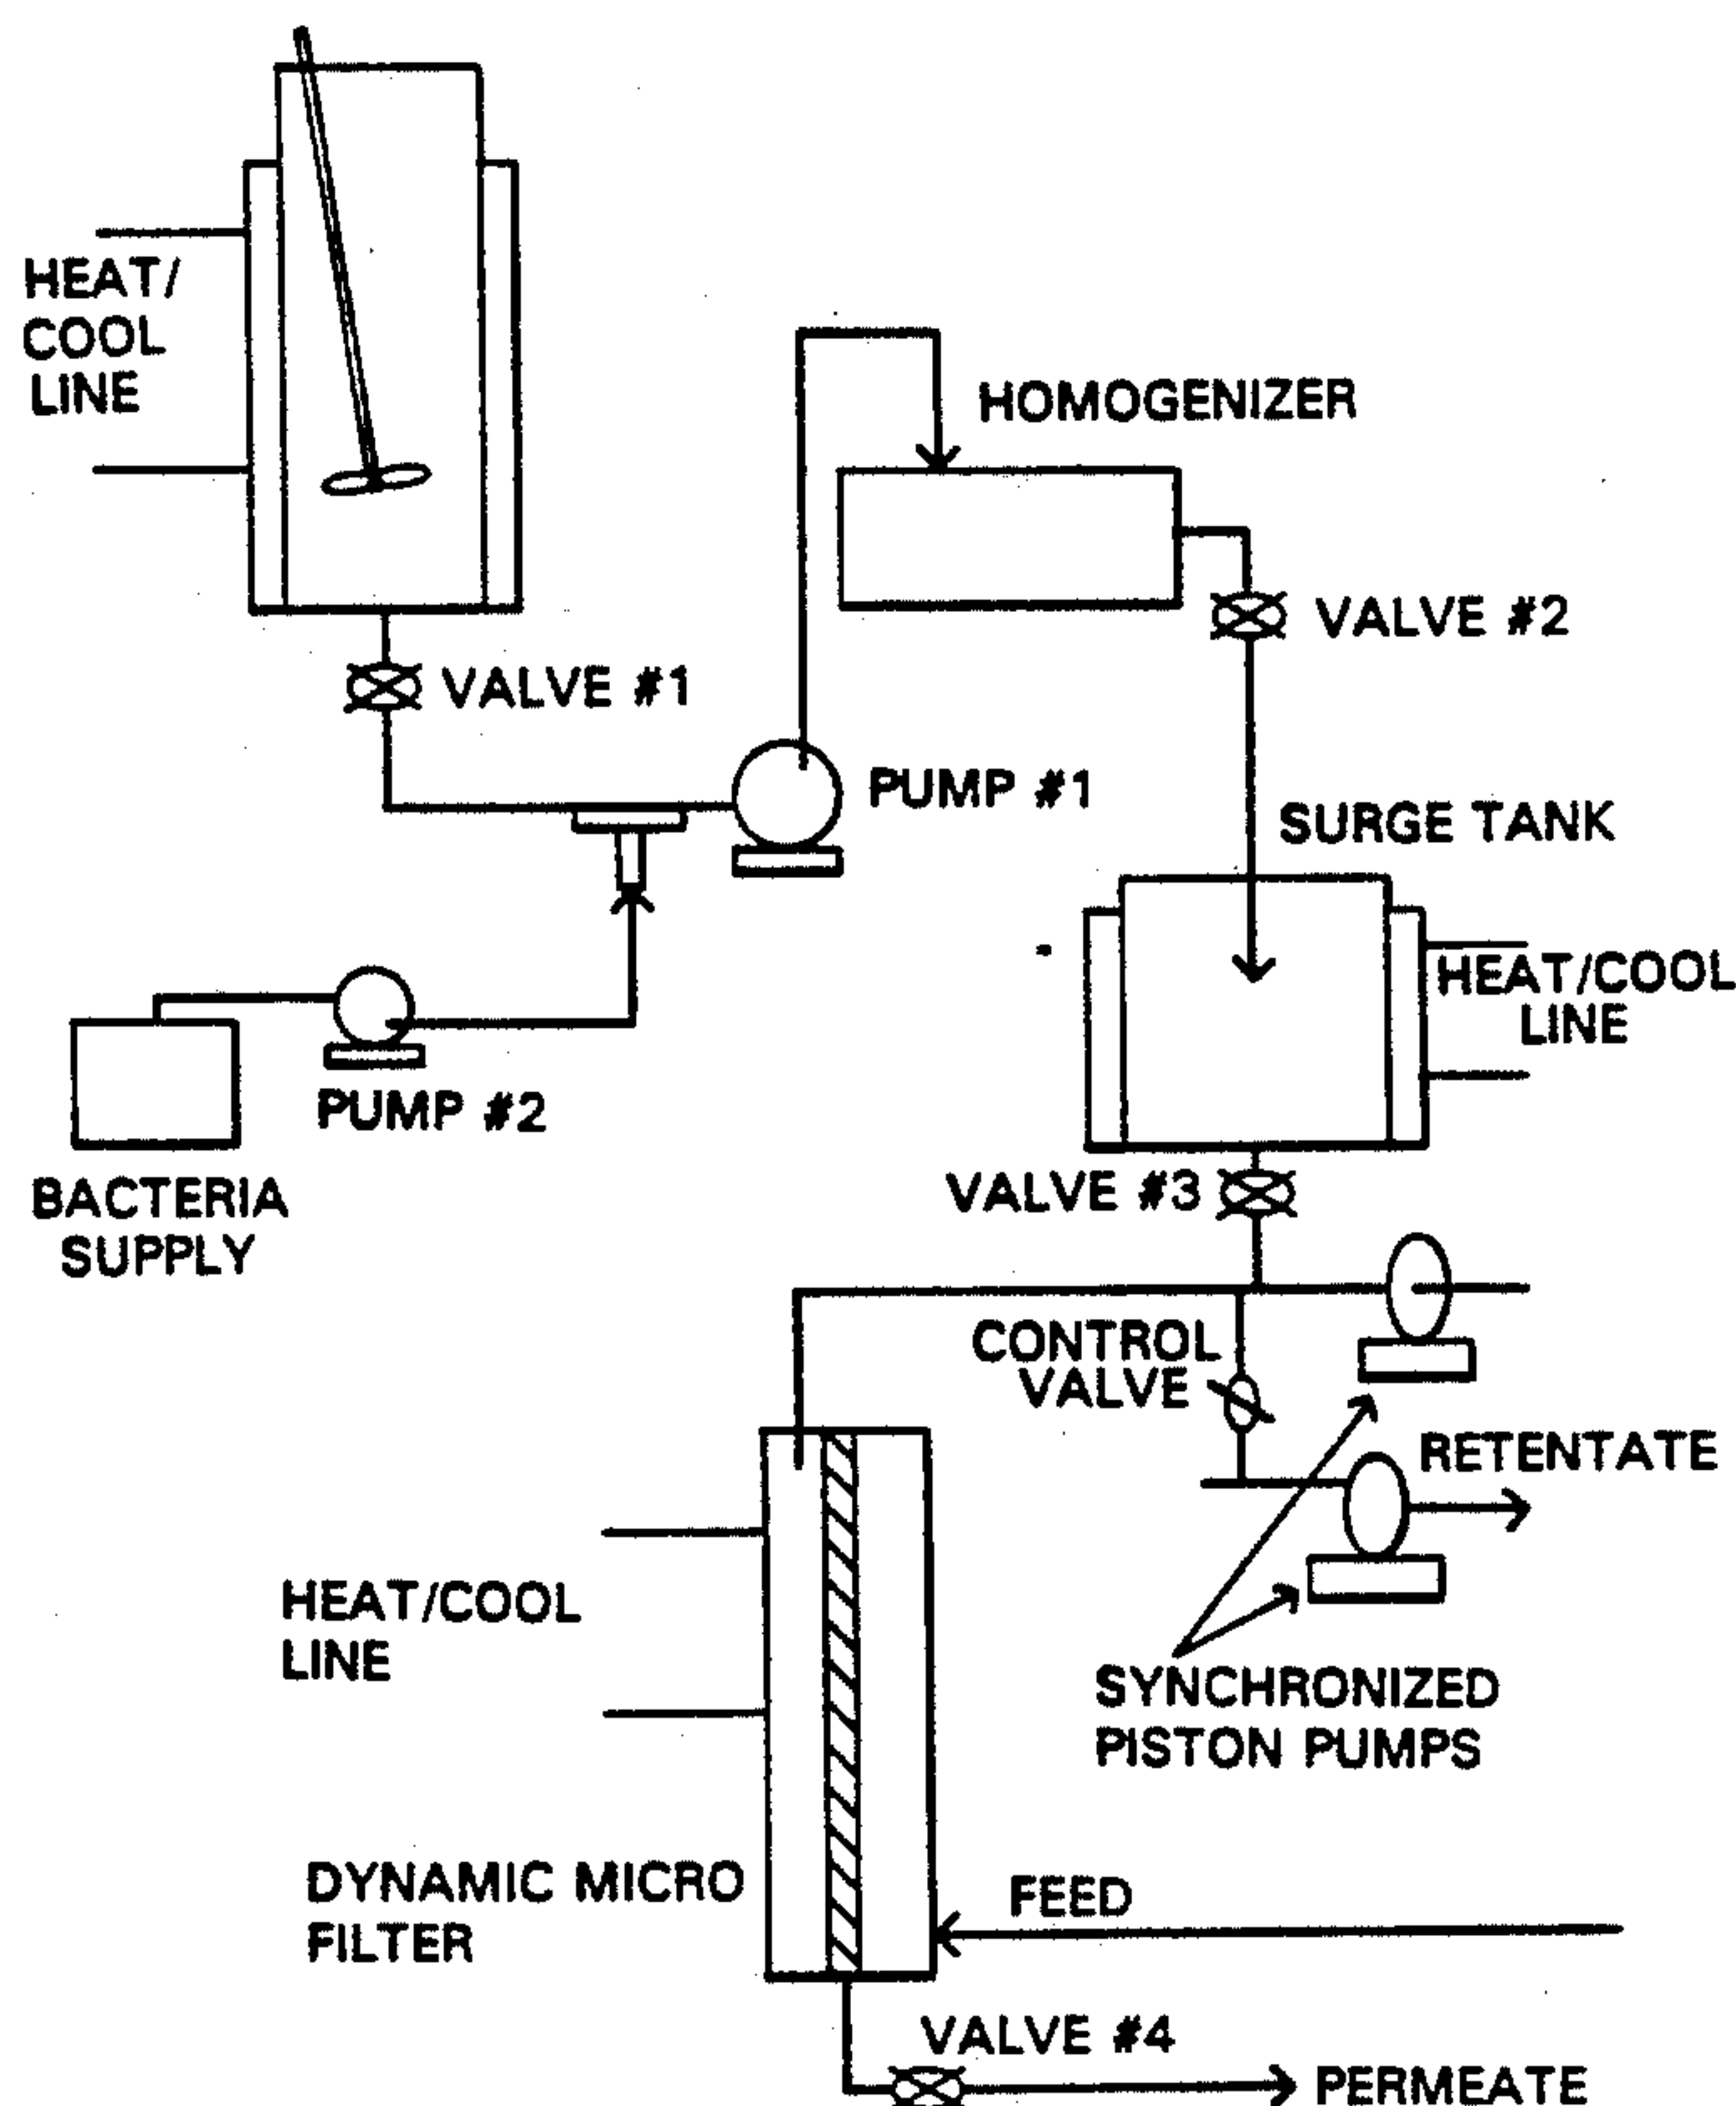 HEAT/
COOL
LINE
HOMOGENIZER
VALVE #2
VALVE #1
PUMP #1
SURGE TANK
HEAT/COOL
LINE
PUMP #2
BACTERIA
SUPPLY
VALVE #3
CONTROL
VALVE
RETENTATE
HEAT/COOL
LINE
SYNCHRONIZED
PISTON PUMPS
DYNAMIC MICRO
FILTER
FEED
VALVE #4
PERMEATE